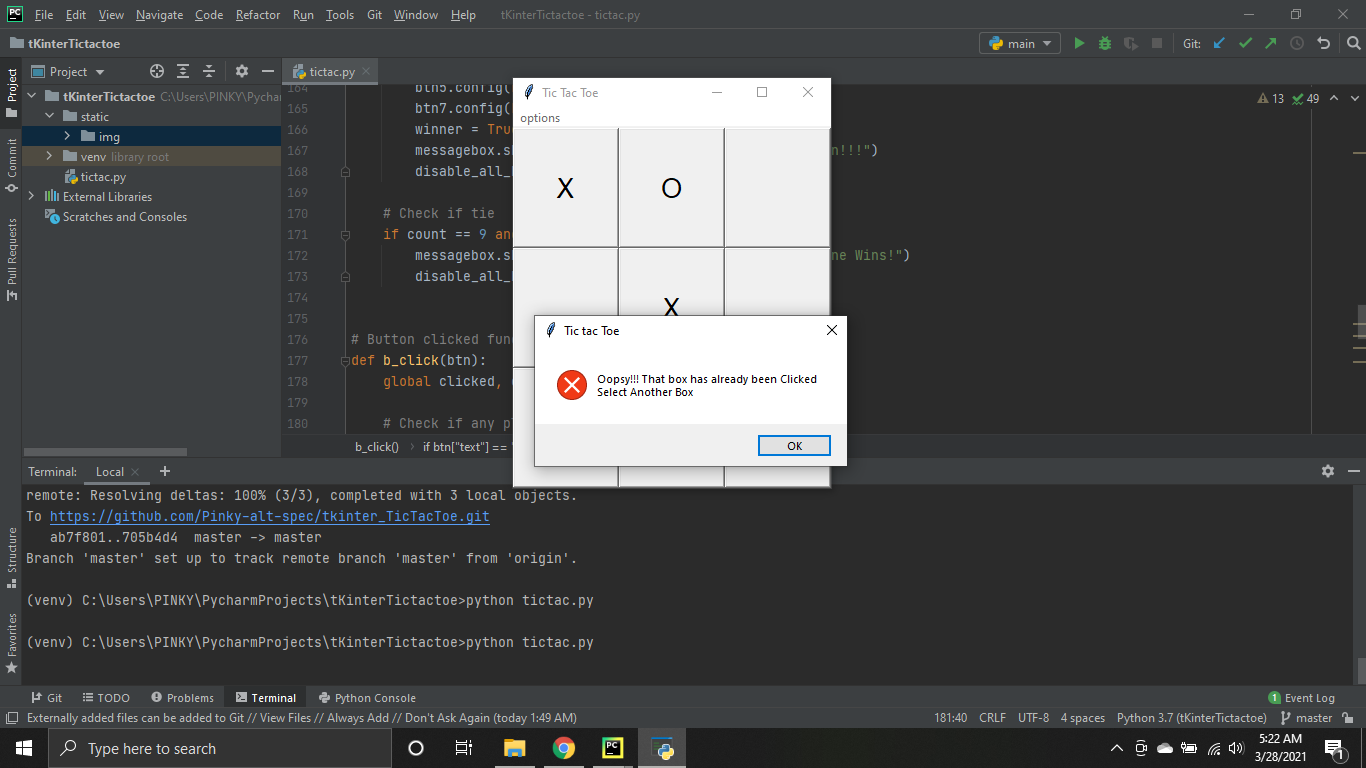 PC File Edit View Navigate Code Refactor Run Tools Git Window Help tKinterTictactoe - tictac.py
tKinterTictactoe main Git:
Project tictac.py
tKinterTictactoe C:\Users\PINKY\Pychar
static
img
venv library root
tictac.py
External Libraries
Scratches and Consoles
Project
Commit
Pull Requests
Structure
Favorites
13 49
164 btn5.config(
165 btn7.config(
166 winner = Tru
167 messagebox.s n!!!")
168 disable_all_
169
170 # Check if tie
171 if count == 9 an
172 messagebox.s ne Wins!")
173 disable_all_
174
175
176 # Button clicked fun
177 def b_click(btn):
178 global clicked,
179
180 # Check if any p
b_click() if btn["text"] ==
Tic Tac Toe
options
X O
X
Tic tac Toe
Oopsy!!! That box has already been Clicked
Select Another Box
OK
Terminal: Local
remote: Resolving deltas: 100% (3/3), completed with 3 local objects.
To https://github.com/Pinky-alt-spec/tkinter_TicTacToe.git
ab7f801..705b4d4 master -> master
Branch 'master' set up to track remote branch 'master' from 'origin'.
(venv) C:\Users\PINKY\PycharmProjects\tKinterTictactoe>python tictac.py
(venv) C:\Users\PINKY\PycharmProjects\tKinterTictactoe>python tictac.py
Git TODO Problems Terminal Python Console 1 Event Log
Externally added files can be added to Git // View Files // Always Add // Don't Ask Again (today 1:49 AM) 181:40 CRLF UTF-8 4 spaces Python 3.7 (tKinterTictactoe) master
Type here to search PC
5:22 AM
3/28/2021
1